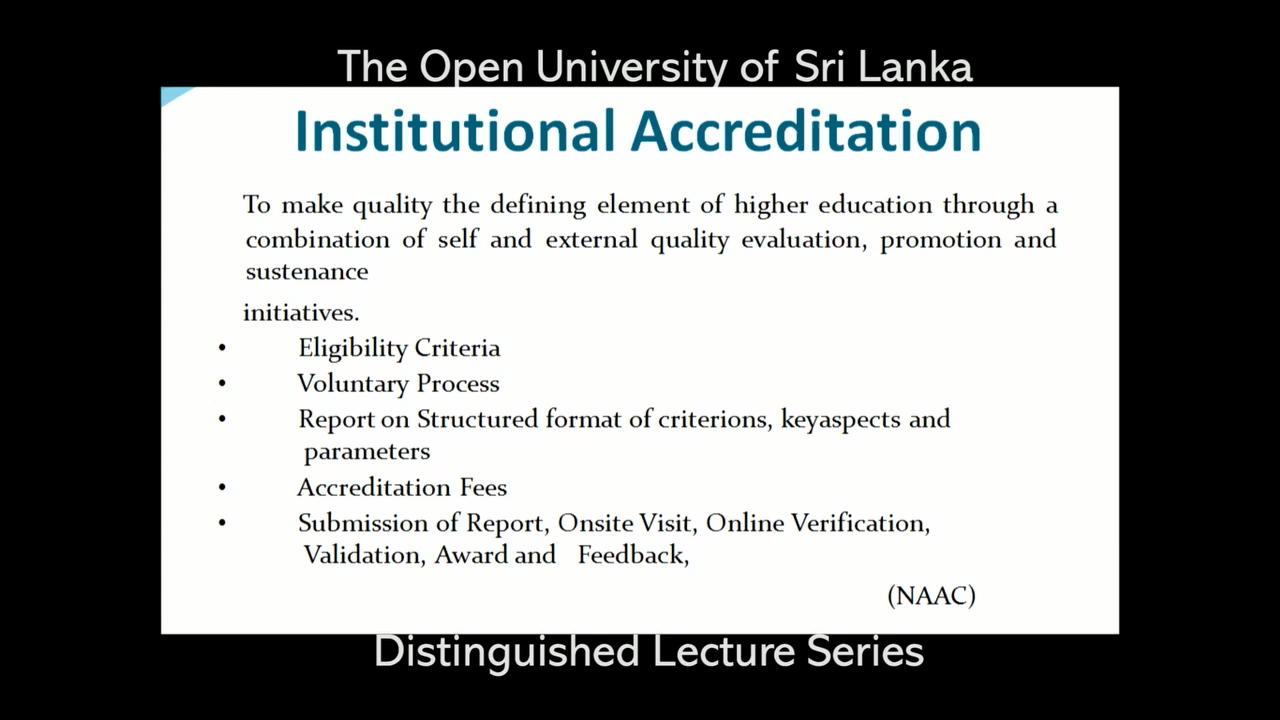 The Open University of Sri Lanka
Institutional Accreditation
To make quality the defining element of higher education through a
combination of self and external quality evaluation, promotion and
sustenance
initiatives.
• Eligibility Criteria
• Voluntary Process
• Report on Structured format of criterions, keyaspects and
parameters
• Accreditation Fees
• Submission of Report, Onsite Visit, Online Verification,
Validation, Award and Feedback,
(NAAC)
Distinguished Lecture Series